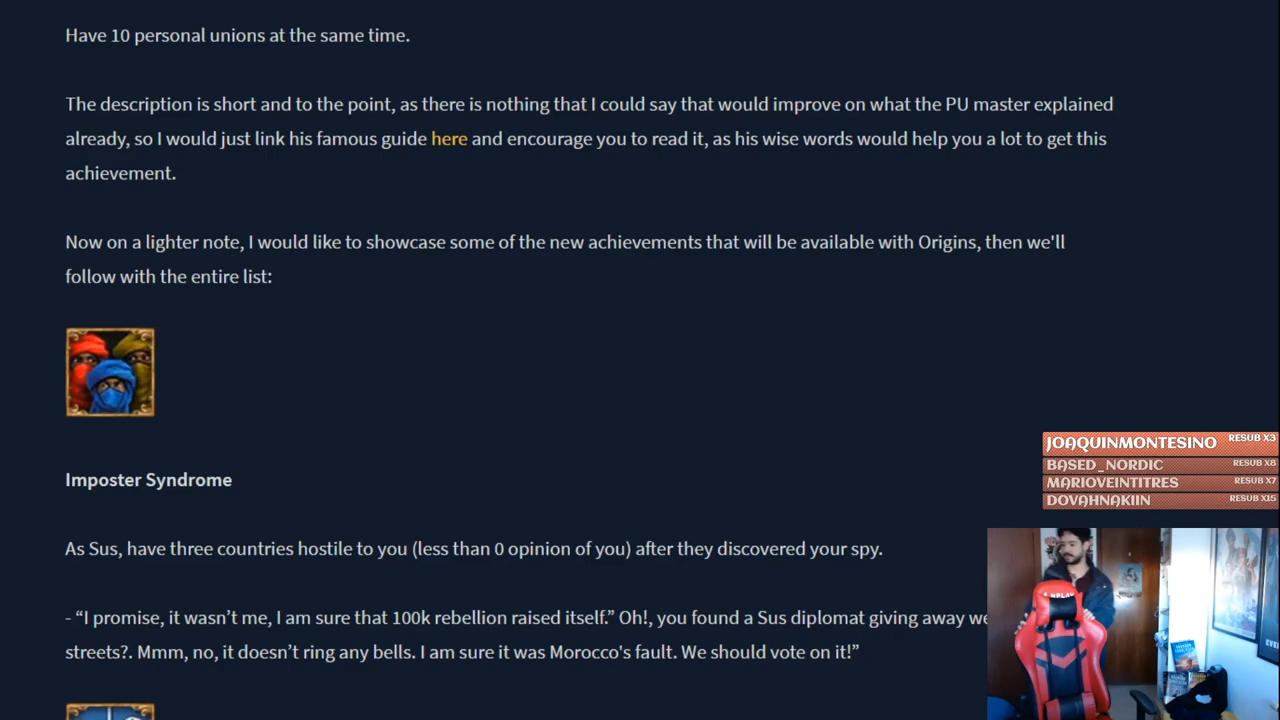 Have 10 personal unions at the same time.
The description is short and to the point, as there is nothing that I could say that would improve on what the PU master explained
already, so I would just link his famous guide here and encourage you to read it, as his wise words would help you a lot to get this
achievement.
Now on a lighter note, I would like to showcase some of the new achievements that will be available with Origins, then we'll
follow with the entire list:
JOAQUINMONTESINO RESUB X3
BASED_NORDIC RESUB X8
MARIOVEINTITRES RESUB X7
DOVAHNAKIIN RESUB X15
Imposter Syndrome
As Sus, have three countries hostile to you (less than 0 opinion of you) after they discovered your spy.
- “I promise, it wasn’t me, I am sure that 100k rebellion raised itself.” Oh!, you found a Sus diplomat giving away we
streets?. Mmm, no, it doesn’t ring any bells. I am sure it was Morocco's fault. We should vote on it!”